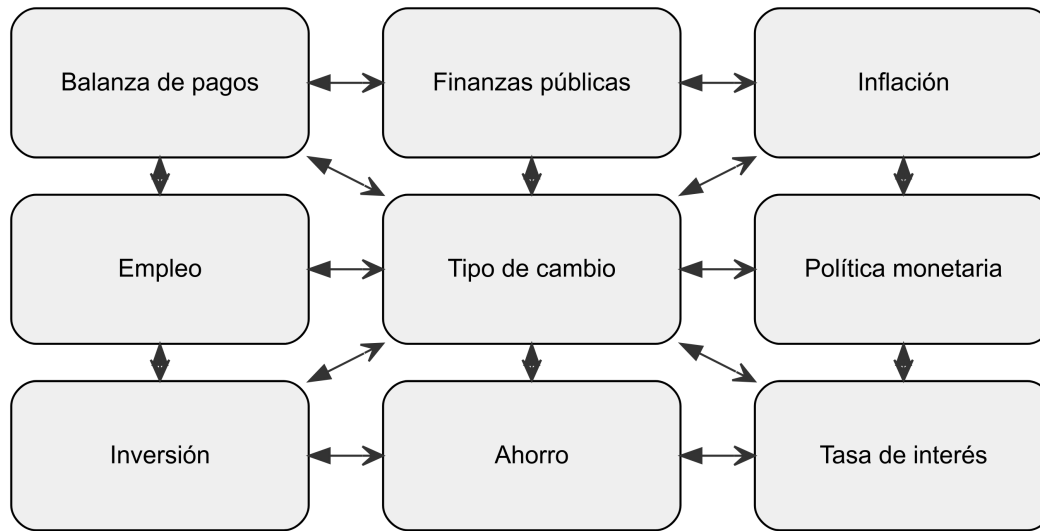 Balanza de pagos
Finanzas públicas
Inflación
Empleo
Tipo de cambio
Política monetaria
Inversión
Ahorro
Tasa de interés